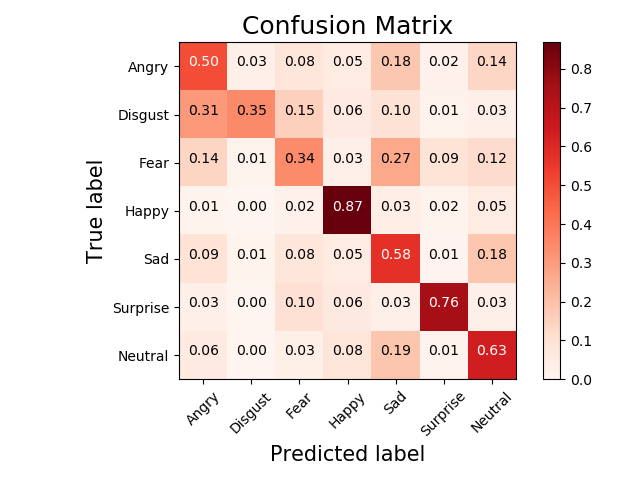 Confusion Matrix
True label
Angry 0.50 0.03 0.08 0.05 0.18 0.02 0.14
Disgust 0.31 0.35 0.15 0.06 0.10 0.01 0.03
Fear 0.14 0.01 0.34 0.03 0.27 0.09 0.12
Happy 0.01 0.00 0.02 0.87 0.03 0.02 0.05
Sad 0.09 0.01 0.08 0.05 0.58 0.01 0.18
Surprise 0.03 0.00 0.10 0.06 0.03 0.76 0.03
Neutral 0.06 0.00 0.03 0.08 0.19 0.01 0.63
Angry Disgust Fear Happy Sad Surprise Neutral
Predicted label
0.8
0.7
0.6
0.5
0.4
0.3
0.2
0.1
0.0